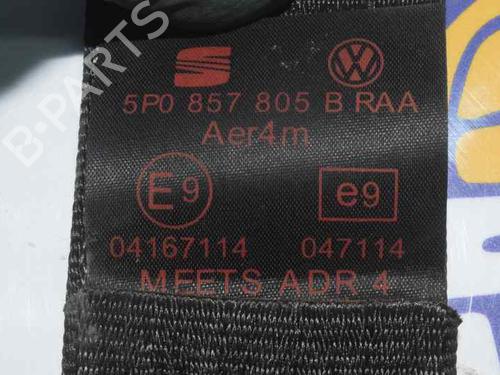 B-PARTS
5P0 857 805 B RAA
Aer4m
E9 e9
04167114 047114
MEETS ADR 4